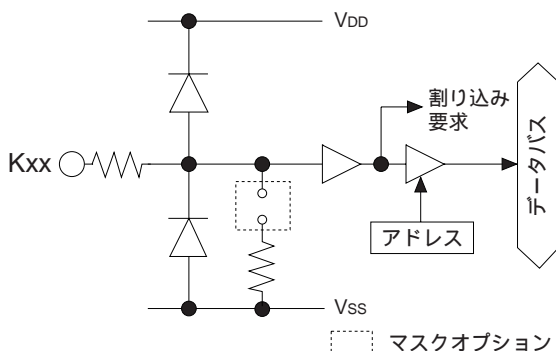 VDD
割り込み
要求
Kxx
データバス
アドレス
VSS
マスクオプション